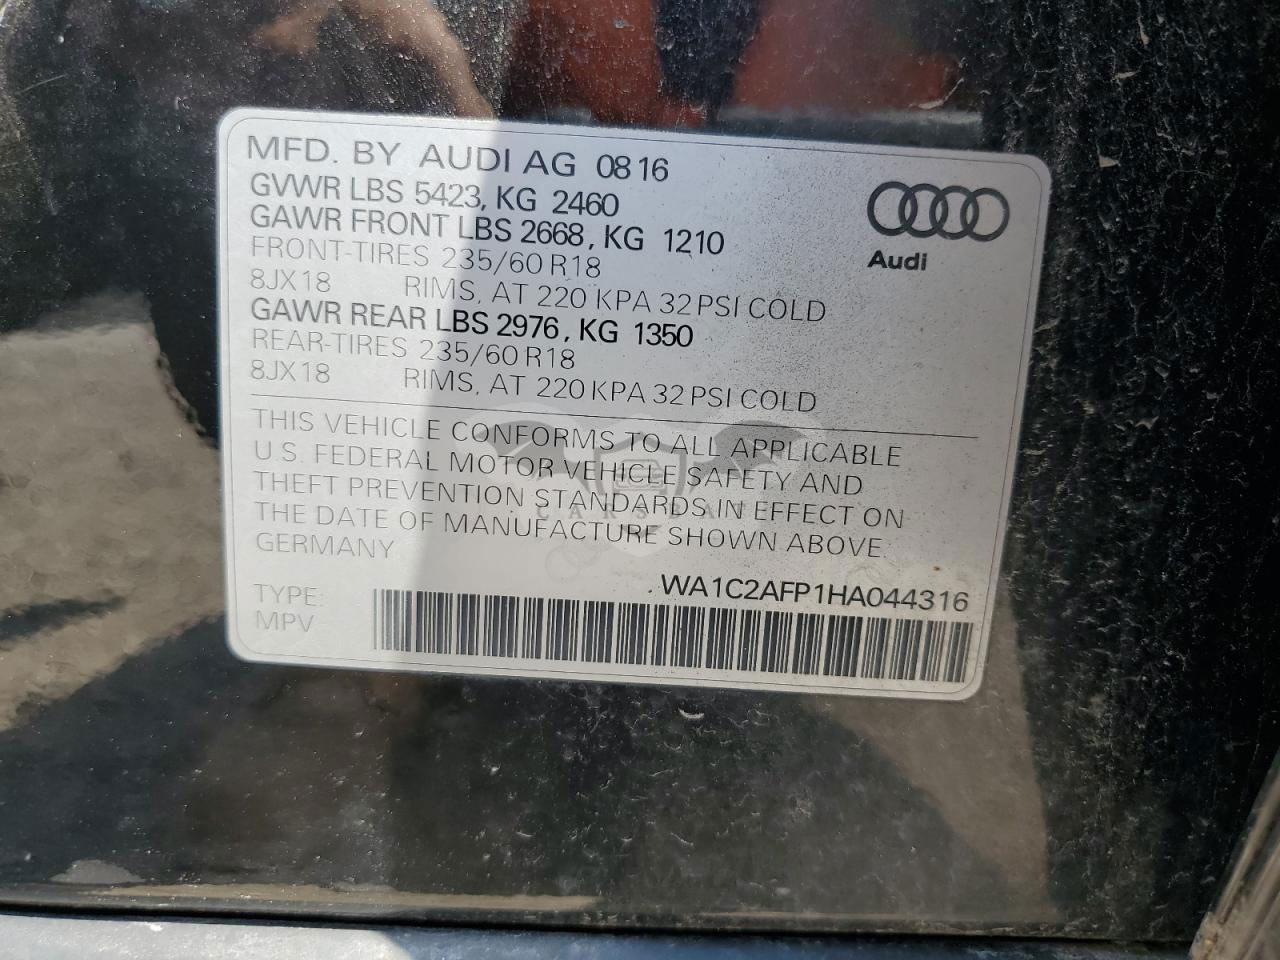 MFD. BY AUDI AG 0816
GVWR LBS 5423, KG 2460
GAWR FRONT LBS 2668, KG 1210
FRONT-TIRES 235/60 R18
8JX18 RIMS, AT 220 KPA 32 PSI COLD
GAWR REAR LBS 2976, KG 1350
REAR-TIRES 235/60 R18
8JX18 RIMS, AT 220 KPA 32 PSI COLD
Audi
THIS VEHICLE CONFORMS TO ALL APPLICABLE
U.S. FEDERAL MOTOR VEHICLE SAFETY AND
THEFT PREVENTION STANDARDS IN EFFECT ON
THE DATE OF MANUFACTURE SHOWN ABOVE
GERMANY
WA1C2AFP1HA044316
TYPE:
MPV